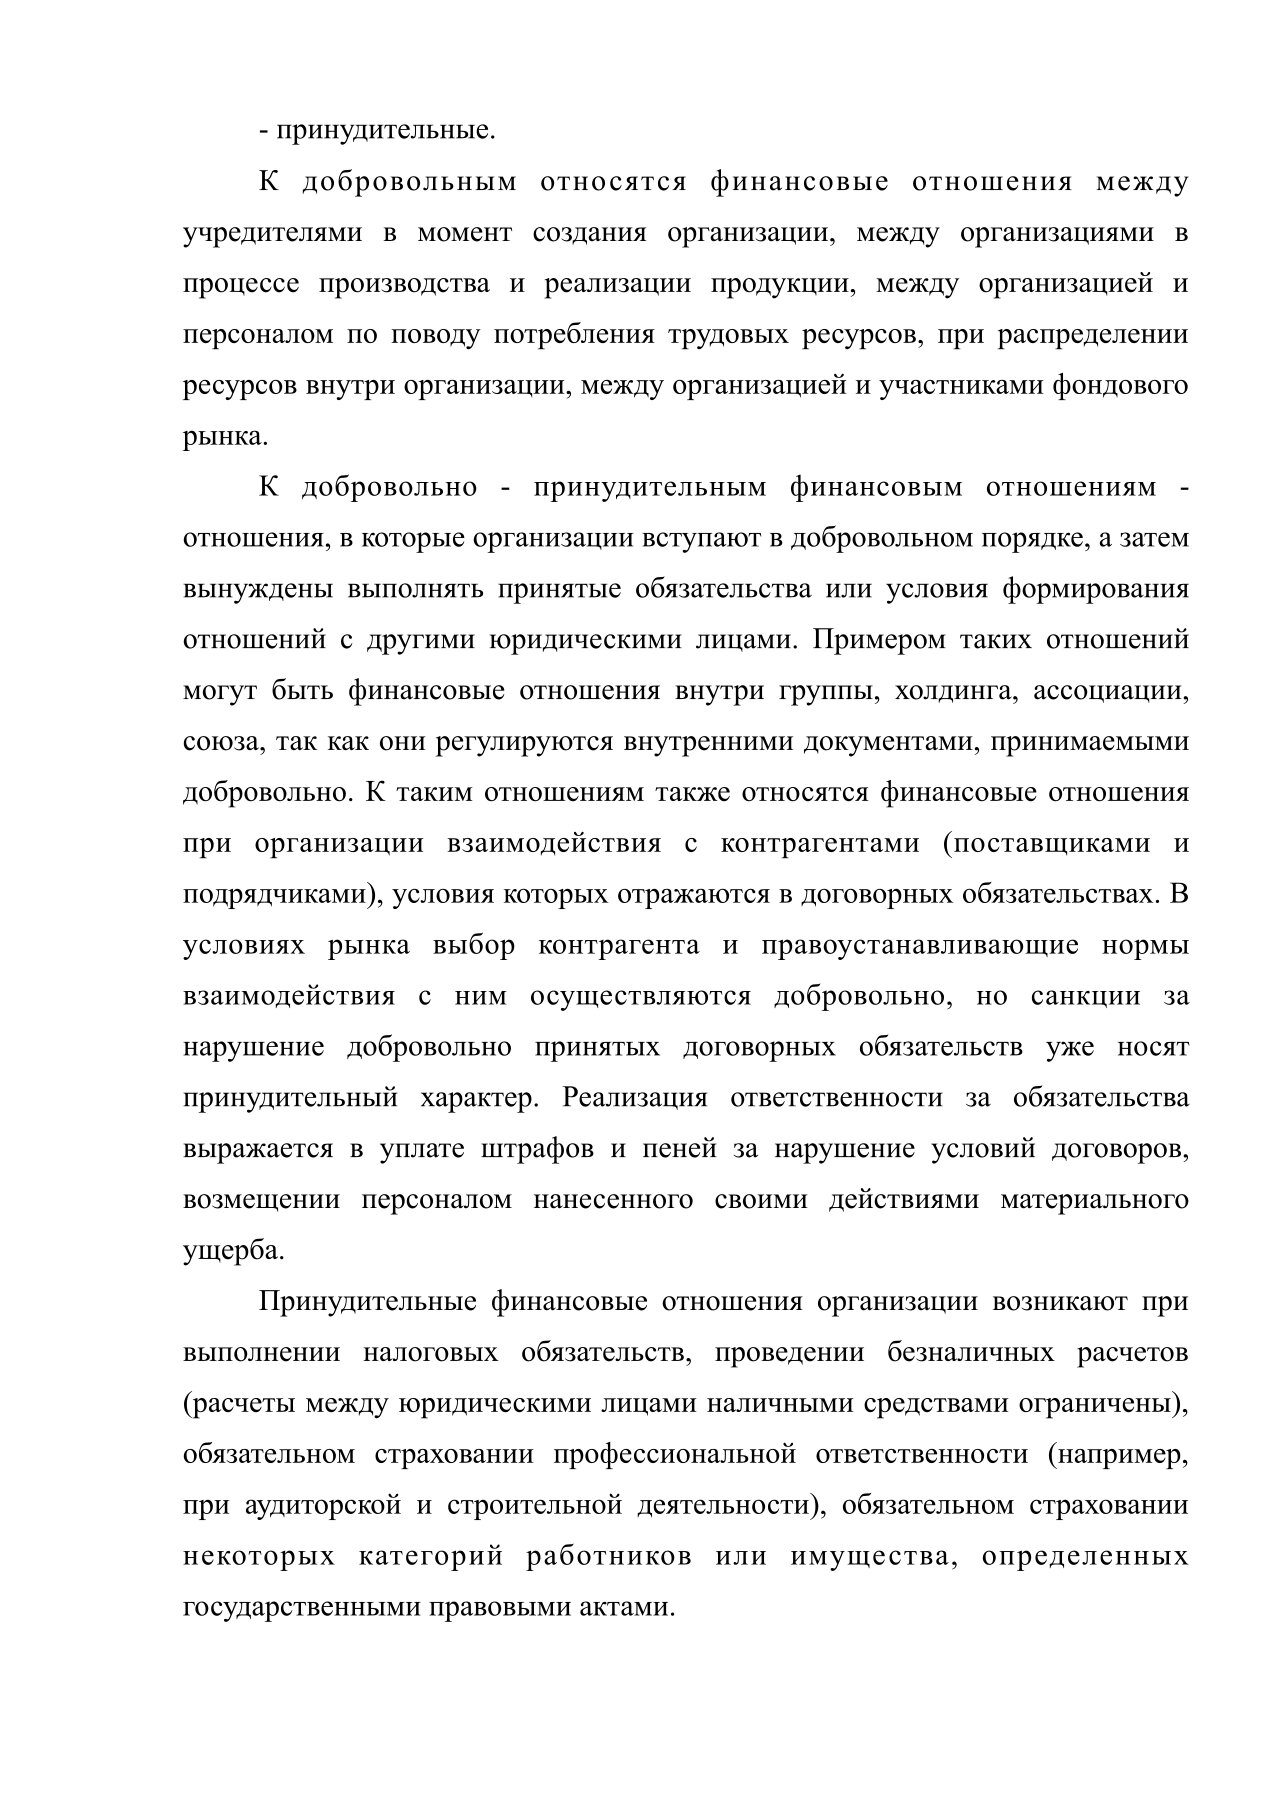 - принудительные.
К добровольным относятся финансовые отношения между
учредителями в момент создания организации, между организациями в
процессе производства и реализации продукции, между организацией и
персоналом по поводу потребления трудовых ресурсов, при распределении
ресурсов внутри организации, между организацией и участниками фондового
рынка.
К добровольно - принудительным финансовым отношениям -
отношения, в которые организации вступают в добровольном порядке, а затем
вынуждены выполнять принятые обязательства или условия формирования
отношений с другими юридическими лицами. Примером таких отношений
могут быть финансовые отношения внутри группы, холдинга, ассоциации,
союза, так как они регулируются внутренними документами, принимаемыми
добровольно. К таким отношениям также относятся финансовые отношения
при организации взаимодействия с контрагентами (поставщиками и
подрядчиками), условия которых отражаются в договорных обязательствах. В
условиях рынка выбор контрагента и правоустанавливающие нормы
взаимодействия с ним осуществляются добровольно, но санкции за
нарушение добровольно принятых договорных обязательств уже носят
принудительный характер. Реализация ответственности за обязательства
выражается в уплате штрафов и пеней за нарушение условий договоров,
возмещении персоналом нанесенного своими действиями материального
ущерба.
Принудительные финансовые отношения организации возникают при
выполнении налоговых обязательств, проведении безналичных расчетов
(расчеты между юридическими лицами наличными средствами ограничены),
обязательном страховании профессиональной ответственности (например,
при аудиторской и строительной деятельности), обязательном страховании
некоторых категорий работников или имущества, определенных
государственными правовыми актами.